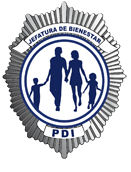 JEFATURA DE BIENESTAR
PDI